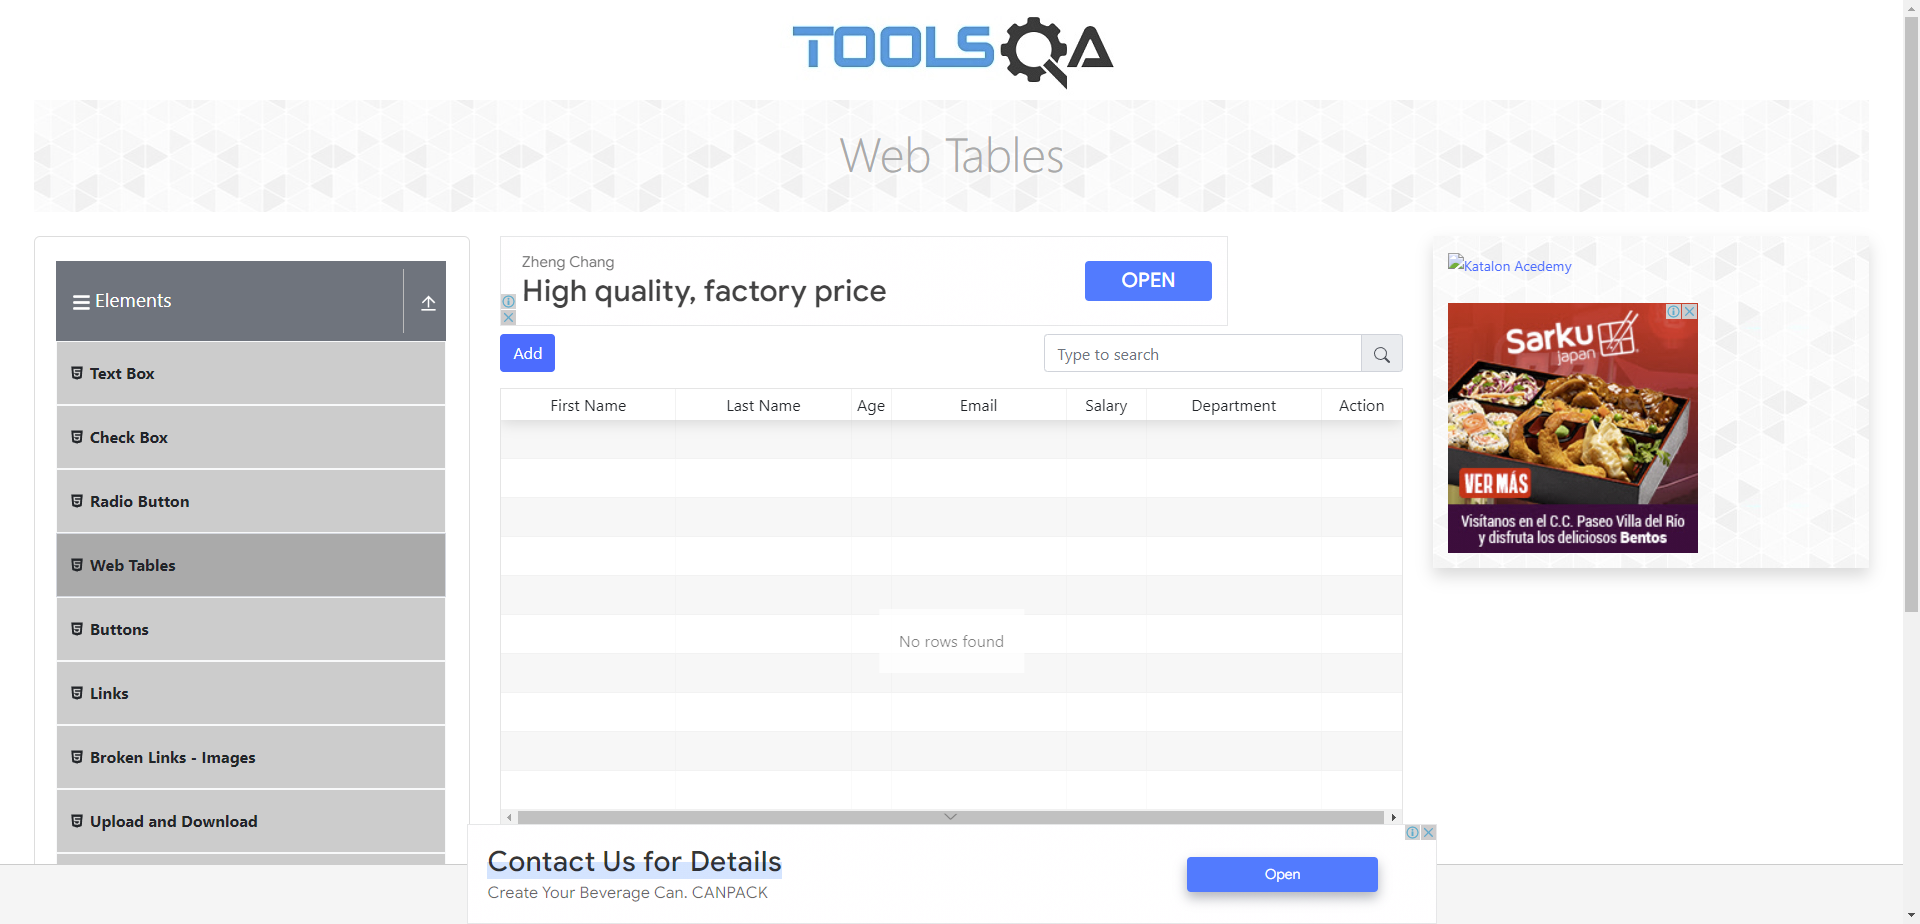 TOOLSQA
Web Tables
Elements
Text Box
Check Box
Radio Button
Web Tables
Buttons
Links
Broken Links - Images
Upload and Download
Zheng Chang
High quality, factory price
OPEN
Add
Type to search
First Name Last Name Age Email Salary Department Action
No rows found
Katalon Acedemy
Sarku
japan
VER MÁS
Visítanos en el C.C. Paseo Villa del Río
y disfruta los deliciosos Bentos
Contact Us for Details
Create Your Beverage Can. CANPACK
Open